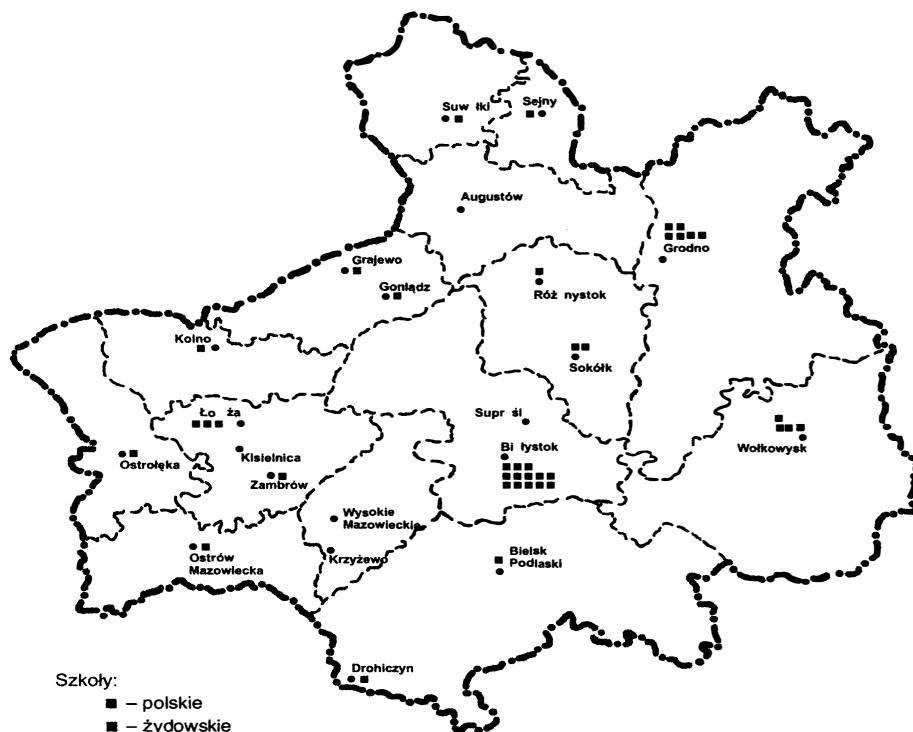 Suw łki
Sejny
Augustów
Grodno
Grajewo
Goniądz
Róż nystok
Kolno
Sokółk
Ło ża
Supr śl
Wołkowysk
Bi łystok
Kisielnica
Ostrołęka
Zambrów
Wysokie
Mazowieckie
Ostrów
Mazowiecka
Krzyżewo
Bielsk
Podlaski
Drohiczyn
Szkoły:
– polskie
– żydowskie